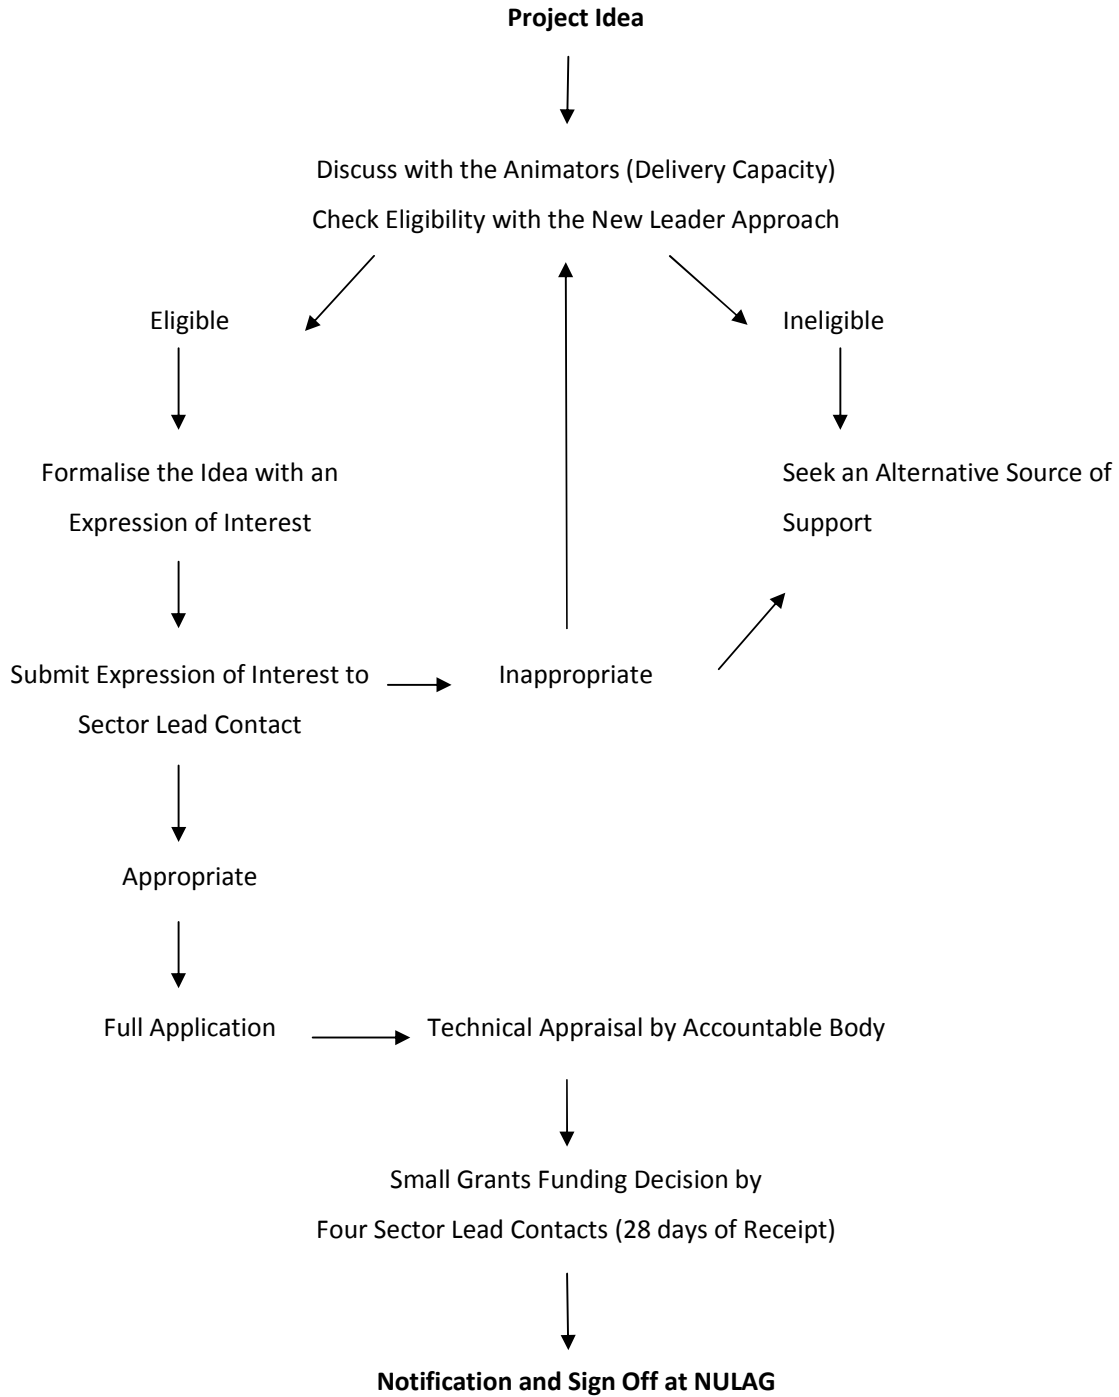 Project Idea
Discuss with the Animators (Delivery Capacity)
Check Eligibility with the New Leader Approach
Eligible
Ineligible
Formalise the Idea with an
Expression of Interest
Seek an Alternative Source of
Support
Submit Expression of Interest to
Sector Lead Contact
Inappropriate
Appropriate
Full Application
Technical Appraisal by Accountable Body
Small Grants Funding Decision by
Four Sector Lead Contacts (28 days of Receipt)
Notification and Sign Off at NULAG